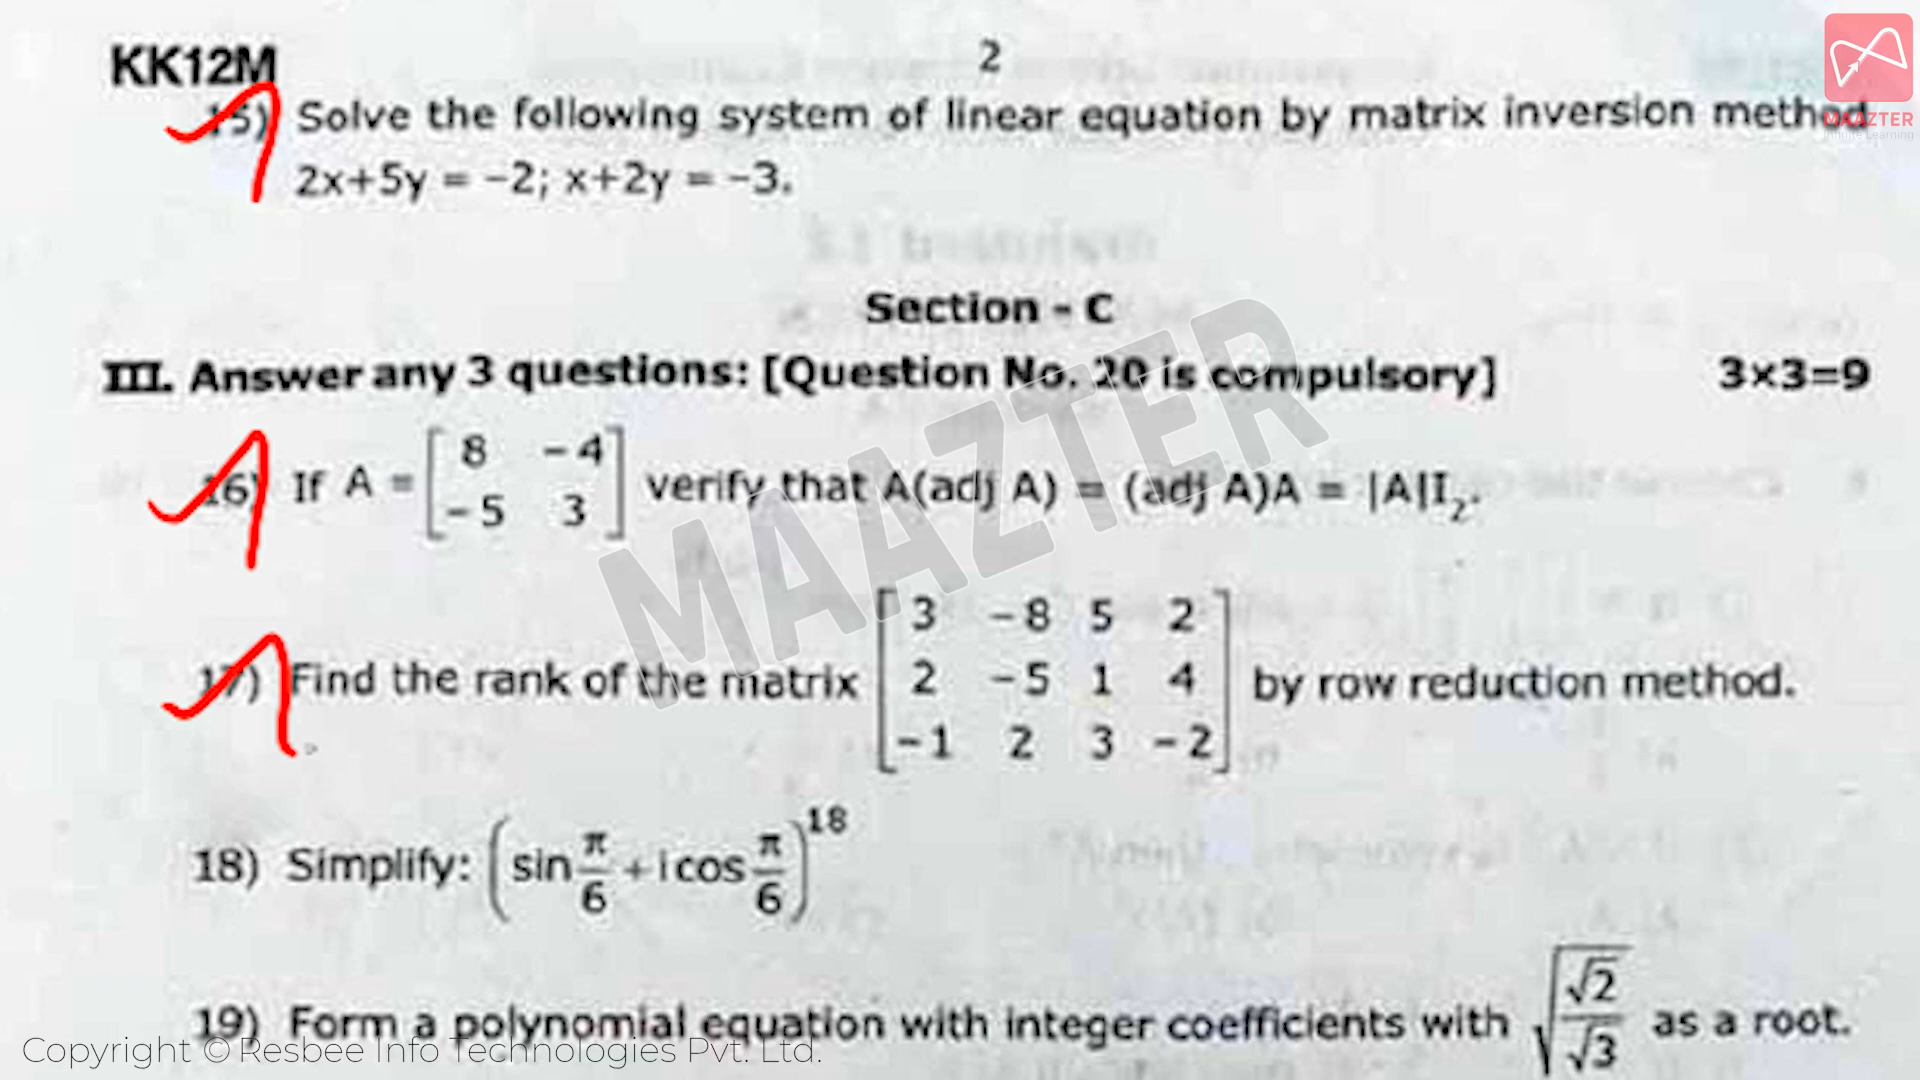 KK12M
2
15) Solve the following system of linear equation by matrix inversion method
2x+5y = −2; x+2y = −3.
Section - C
III. Answer any 3 questions: [Question No. 20 is compulsory] 3×3=9
16) If A = [8 −4; −5 3] verify that A(adj A) = (adj A)A = |A|I₂.
17) Find the rank of the matrix [3 −8 5 2; 2 −5 1 4; −1 2 3 −2] by row reduction method.
18) Simplify: (sin π/6 + i cos π/6)¹⁸
19) Form a polynomial equation with integer coefficients with √(√2/√3) as a root.
MAAZTER
Infinite Learning
MAAZTER
Copyright © Resbee Info Technologies Pvt. Ltd.